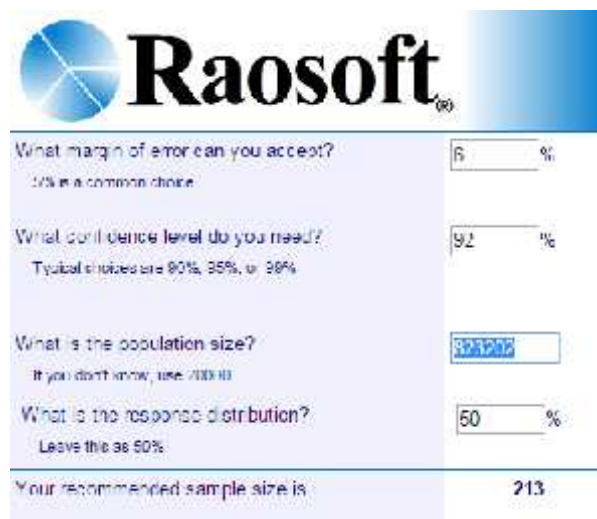 Raosoft®
What margin of error can you accept? 6 %
5% is a common choice
What confidence level do you need? 92 %
Typical choices are 90%, 95%, or 99%
What is the population size? 823202
If you don't know, use 20000
What is the response distribution? 50 %
Leave this as 50%
Your recommended sample size is 213